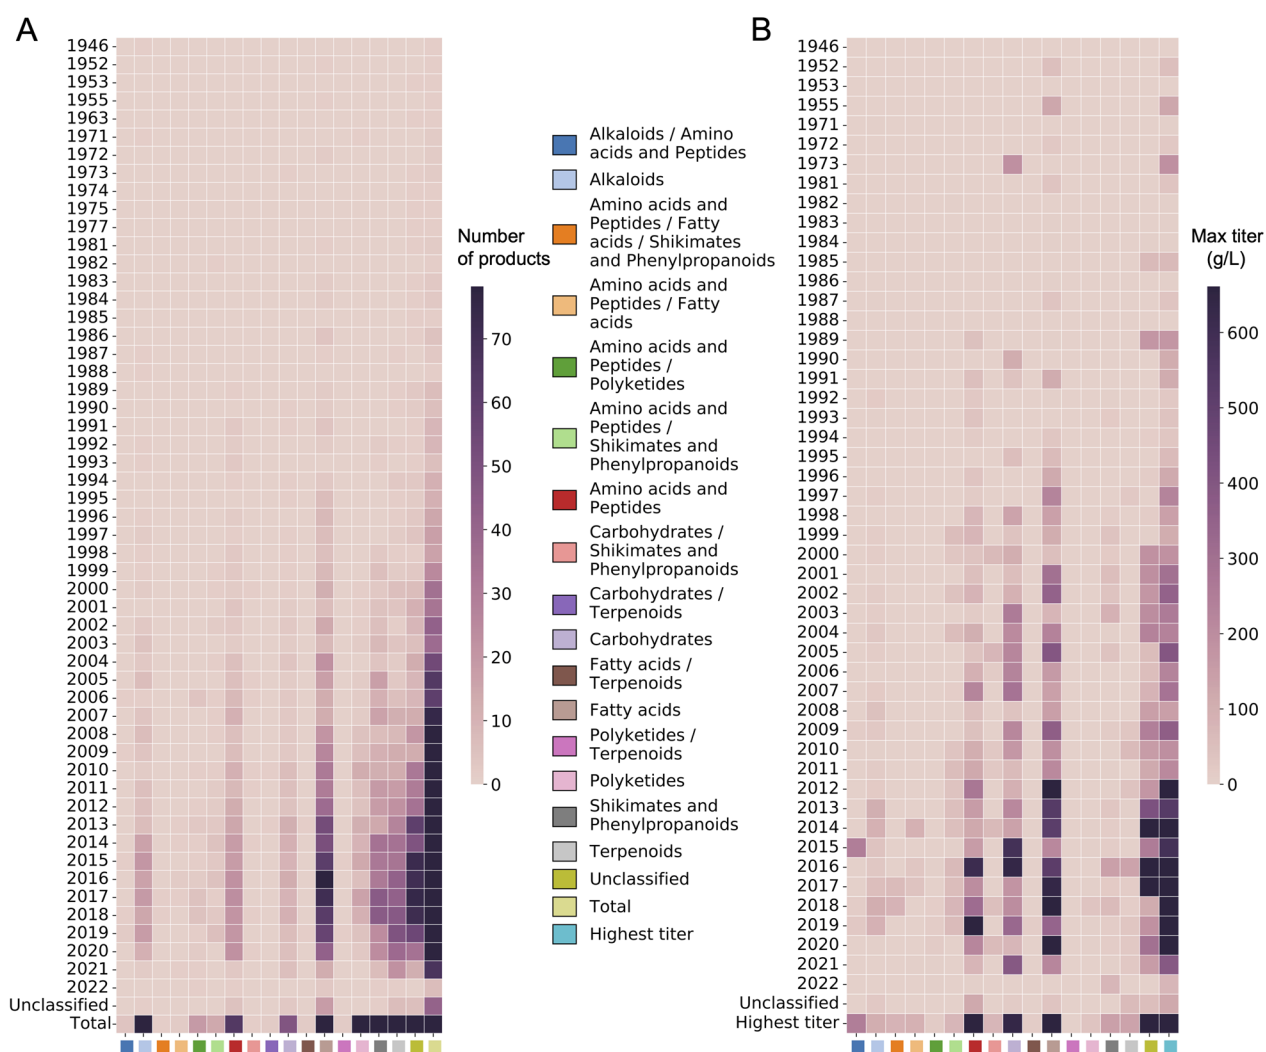 A
1946
1952
1953
1955
1963
1971
1972
1973
1974
1975
1977
1981
1982
1983
1984
1985
1986
1987
1988
1989
1990
1991
1992
1993
1994
1995
1996
1997
1998
1999
2000
2001
2002
2003
2004
2005
2006
2007
2008
2009
2010
2011
2012
2013
2014
2015
2016
2017
2018
2019
2020
2021
2022
Unclassified
Total
Number
of products
70
60
50
40
30
20
10
0
Alkaloids / Amino
acids and Peptides
Alkaloids
Amino acids and
Peptides / Fatty
acids / Shikimates
and Phenylpropanoids
Amino acids and
Peptides / Fatty
acids
Amino acids and
Peptides /
Polyketides
Amino acids and
Peptides /
Shikimates and
Phenylpropanoids
Amino acids and
Peptides
Carbohydrates /
Shikimates and
Phenylpropanoids
Carbohydrates /
Terpenoids
Carbohydrates
Fatty acids /
Terpenoids
Fatty acids
Polyketides /
Terpenoids
Polyketides
Shikimates and
Phenylpropanoids
Terpenoids
Unclassified
Total
Highest titer
B
1946
1952
1953
1955
1971
1972
1973
1981
1982
1983
1984
1985
1986
1987
1988
1989
1990
1991
1992
1993
1994
1995
1996
1997
1998
1999
2000
2001
2002
2003
2004
2005
2006
2007
2008
2009
2010
2011
2012
2013
2014
2015
2016
2017
2018
2019
2020
2021
2022
Unclassified
Highest titer
Max titer
(g/L)
600
500
400
300
200
100
0